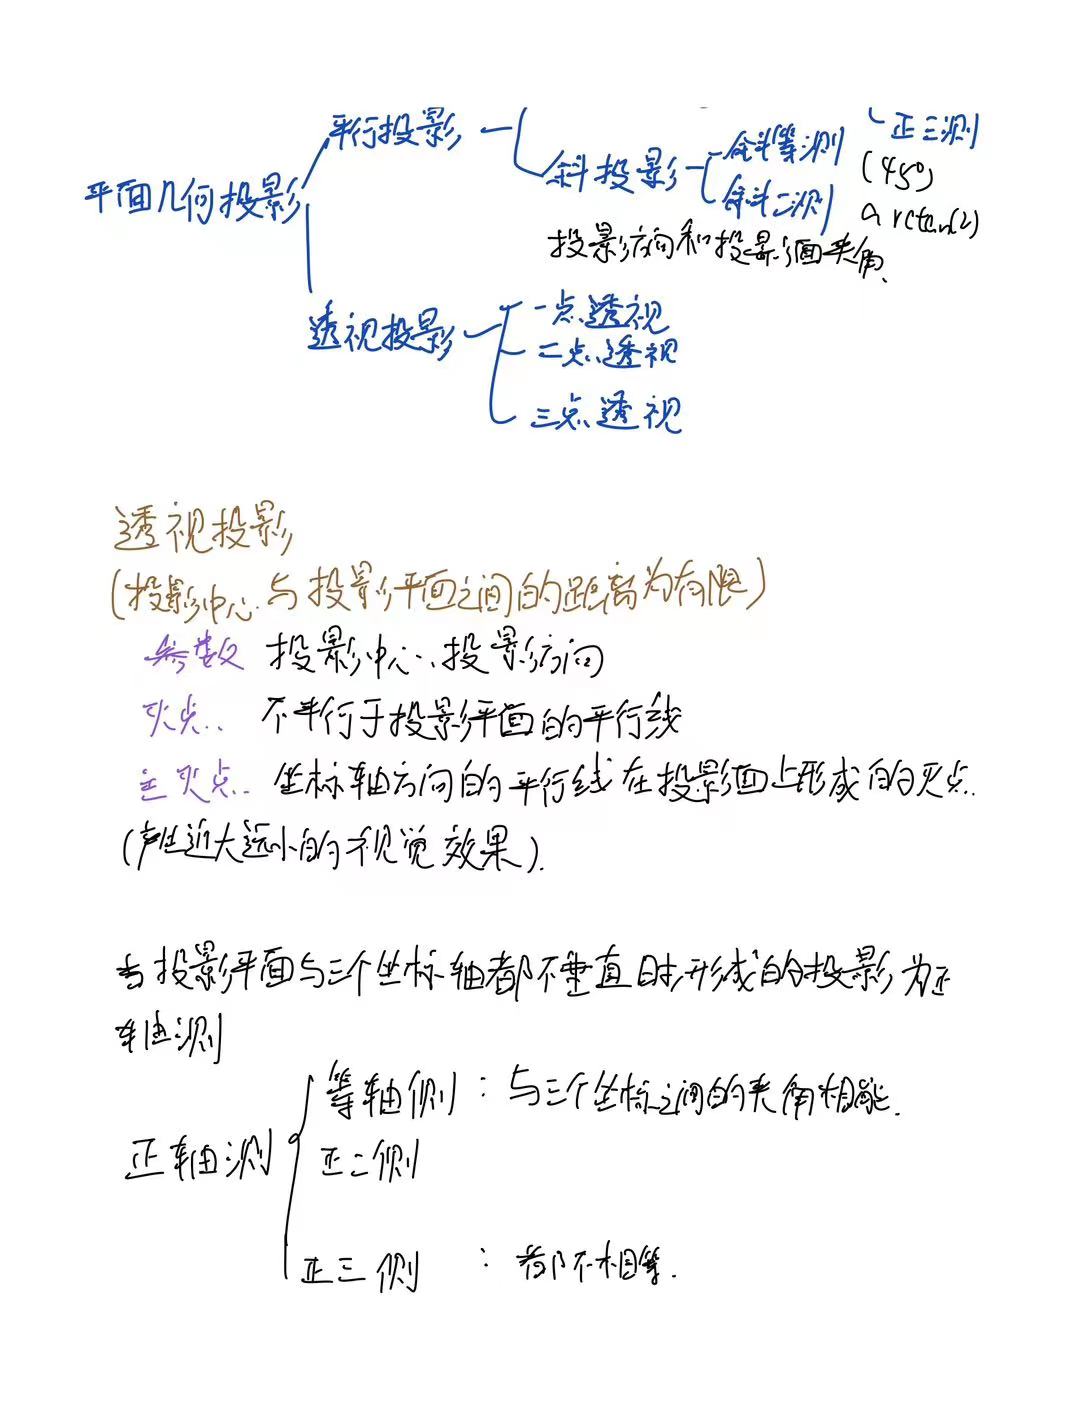 平行投影
正三测
斜投影
斜等测
(45°)
平面几何投影
斜二测
arctan(2)
投影方向和投影面夹角
透视投影
一点透视
二点透视
三点透视
透视投影
(投影中心与投影平面之间的距离为有限)
参数 投影中心、投影方向
灭点 不平行于投影平面的平行线
主灭点 坐标轴方向的平行线在投影面上形成的灭点
(产生近大远小的视觉效果).
当投影平面与三个坐标轴都不垂直时,形成的投影为正
轴测
等轴侧 : 与三个坐标之间的夹角相
正轴测
正二侧
正三侧 : 都不相等.